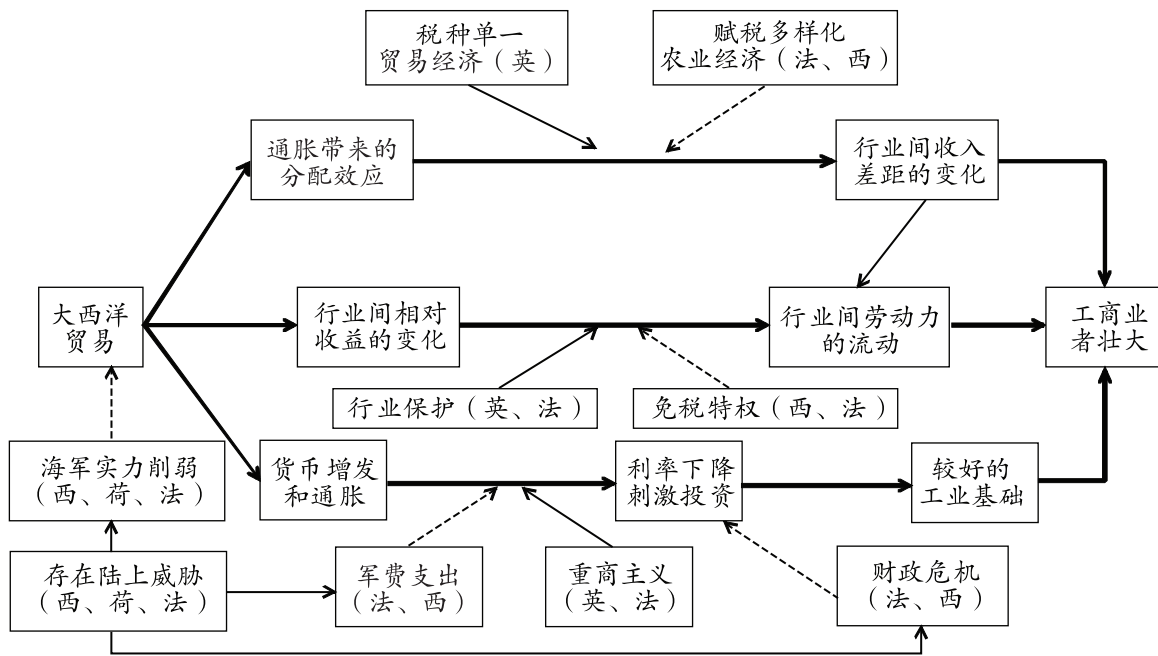 税种单一
贸易经济（英）
赋税多样化
农业经济（法、西）
通胀带来的
分配效应
行业间收入
差距的变化
大西洋
贸易
行业间相对
收益的变化
行业间劳动力
的流动
工商业
者壮大
行业保护（英、法）
免税特权（西、法）
海军实力削弱
（西、荷、法）
货币增发
和通胀
利率下降
刺激投资
较好的
工业基础
存在陆上威胁
（西、荷、法）
军费支出
（法、西）
重商主义
（英、法）
财政危机
（法、西）